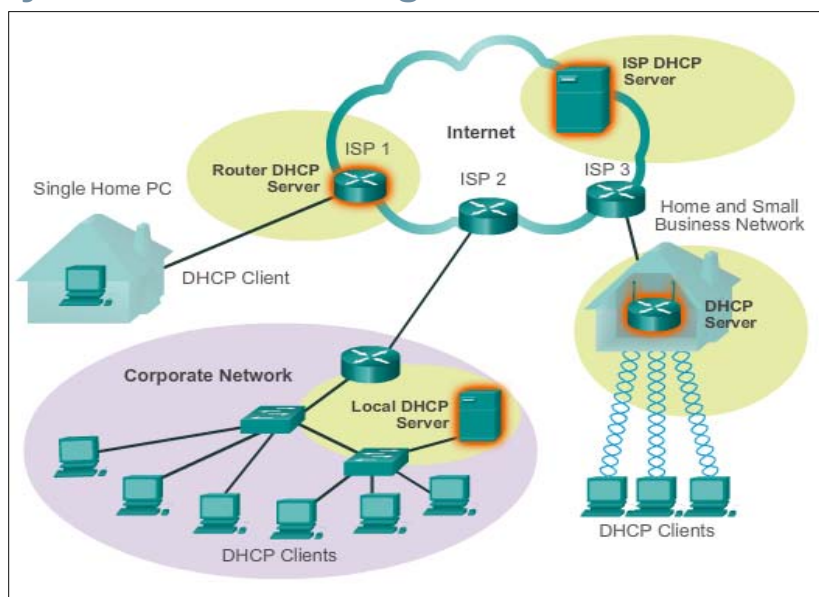 ISP DHCP
Server
Internet
ISP 1
Router DHCP
Server
ISP 2
ISP 3
Single Home PC
DHCP Client
Home and Small
Business Network
DHCP
Server
Corporate Network
Local DHCP
Server
DHCP Clients
DHCP Clients